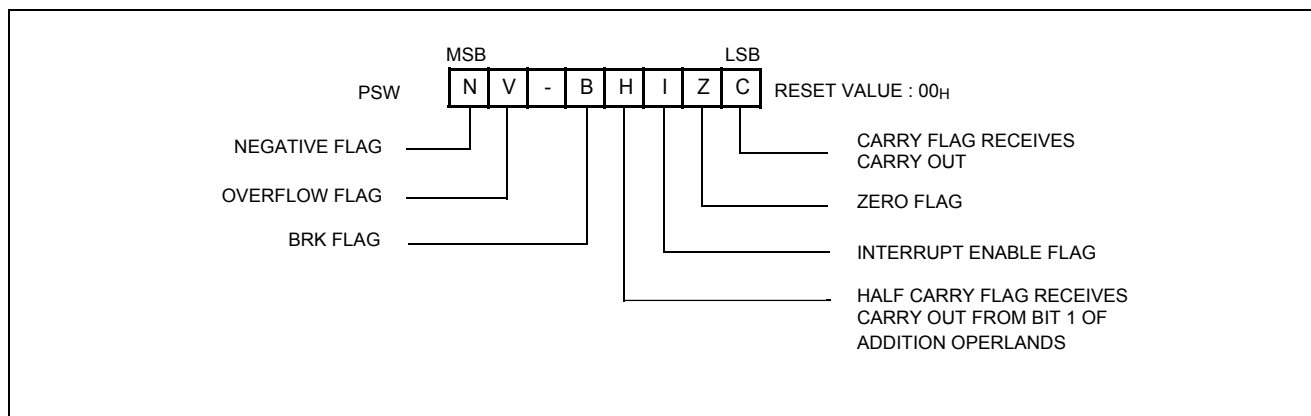 MSB LSB
PSW N V - B H I Z C RESET VALUE : 00H
NEGATIVE FLAG
OVERFLOW FLAG
BRK FLAG
CARRY FLAG RECEIVES
CARRY OUT
ZERO FLAG
INTERRUPT ENABLE FLAG
HALF CARRY FLAG RECEIVES
CARRY OUT FROM BIT 1 OF
ADDITION OPERLANDS